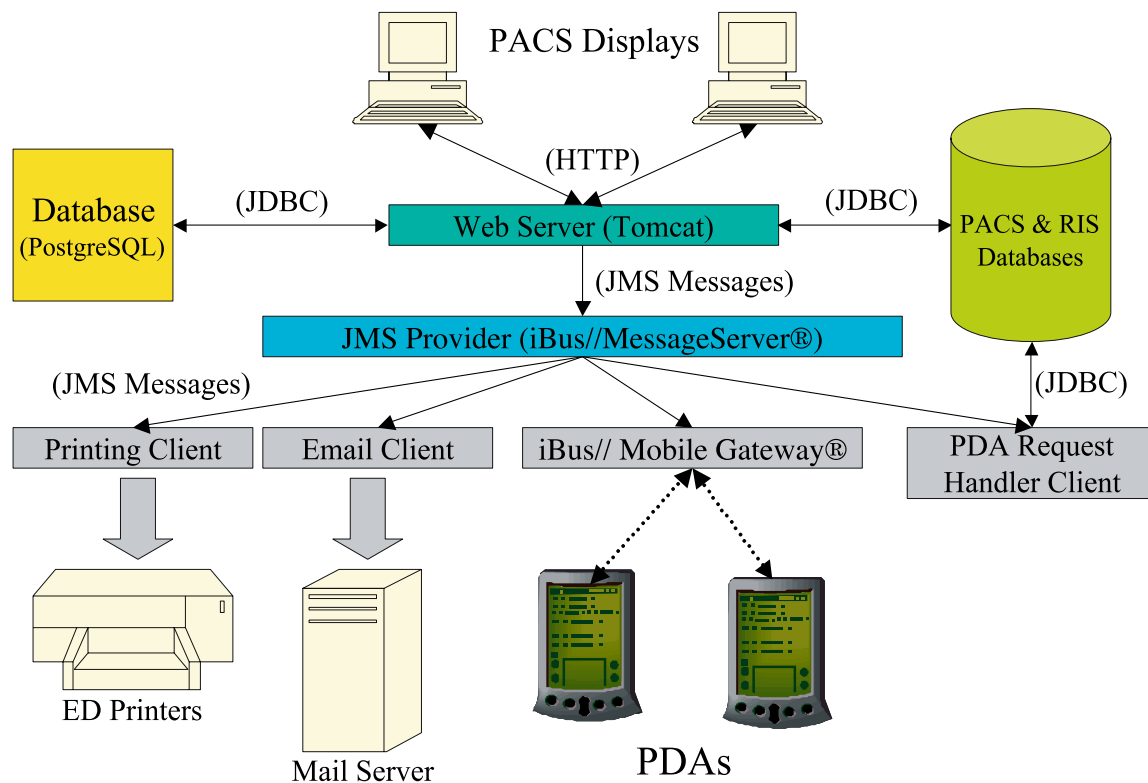 PACS Displays
(HTTP)
Database
(PostgreSQL)
(JDBC)
Web Server (Tomcat)
(JDBC)
PACS & RIS
Databases
(JMS Messages)
JMS Provider (iBus//MessageServer®)
(JMS Messages)
(JDBC)
Printing Client
Email Client
iBus// Mobile Gateway®
PDA Request
Handler Client
ED Printers
Mail Server
PDAs